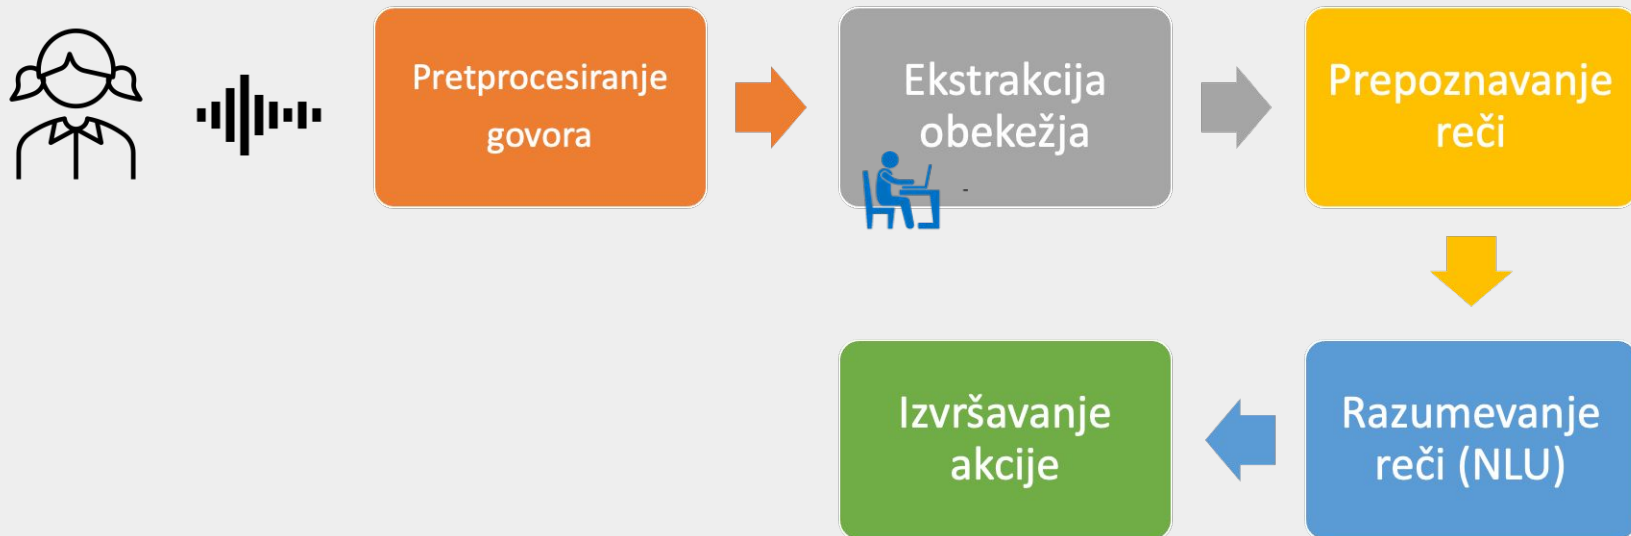 Pretprocesiranje
govora
Ekstrakcija
obekežja
-
Prepoznavanje
reči
Razumevanje
reči (NLU)
Izvršavanje
akcije